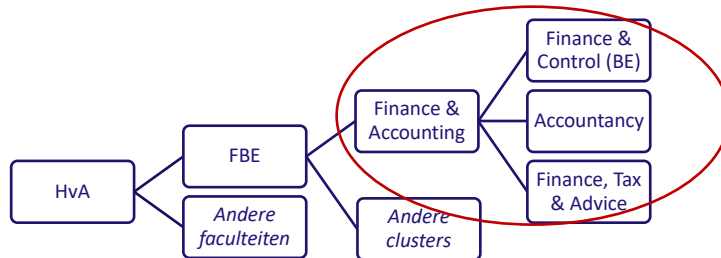 HvA
FBE
Andere
faculteiten
Finance &
Accounting
Andere
clusters
Finance &
Control (BE)
Accountancy
Finance, Tax
& Advice